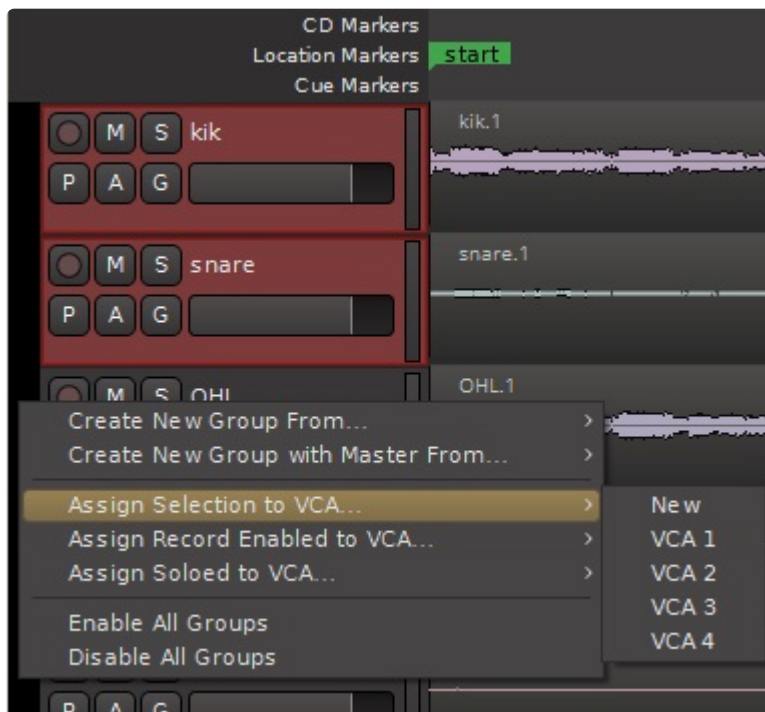 CD Markers
Location Markers start
Cue Markers
M S kik
kik.1
P A G
M S snare
snare.1
P A G
M S OHL
OHL.1
Create New Group From... >
Create New Group with Master From... >
Assign Selection to VCA... >
New
Assign Record Enabled to VCA... >
VCA 1
Assign Soloed to VCA... >
VCA 2
VCA 3
Enable All Groups
VCA 4
Disable All Groups
P A G